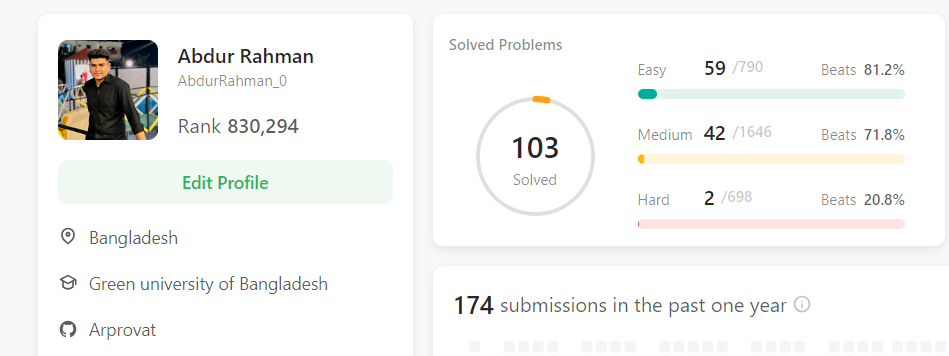 Abdur Rahman
AbdurRahman_0
Rank 830,294
Edit Profile
Bangladesh
Green university of Bangladesh
Arprovat
Solved Problems
103
Solved
Easy 59 /790 Beats 81.2%
Medium 42 /1646 Beats 71.8%
Hard 2 /698 Beats 20.8%
174 submissions in the past one year